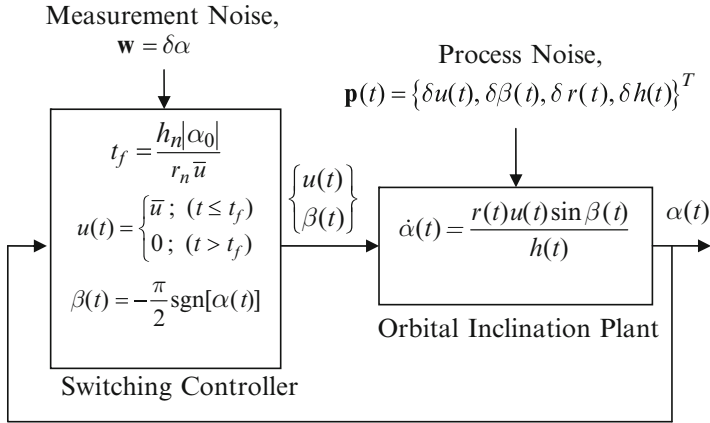 Measurement Noise,
w = δα
Process Noise,
p(t) = {δu(t), δβ(t), δ r(t), δh(t)}^T
t_f = h_n|α_0| / r_n u̅
u(t) = { u̅ ; (t ≤ t_f)
0 ; (t > t_f)
β(t) = −π/2 sgn[α(t)]
Switching Controller
{u(t)
β(t)}
α̇(t) = r(t)u(t) sin β(t) / h(t)
Orbital Inclination Plant
α(t)